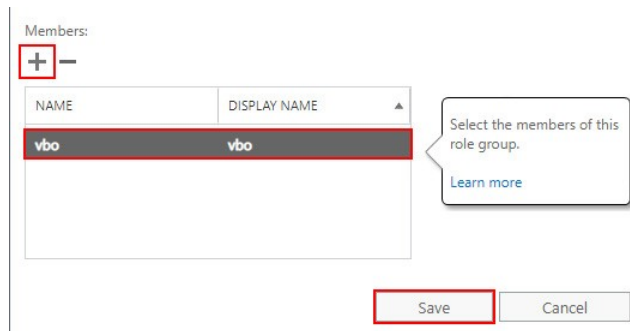 Members:
NAME DISPLAY NAME
vbo vbo
Select the members of this
role group.
Learn more
Save Cancel